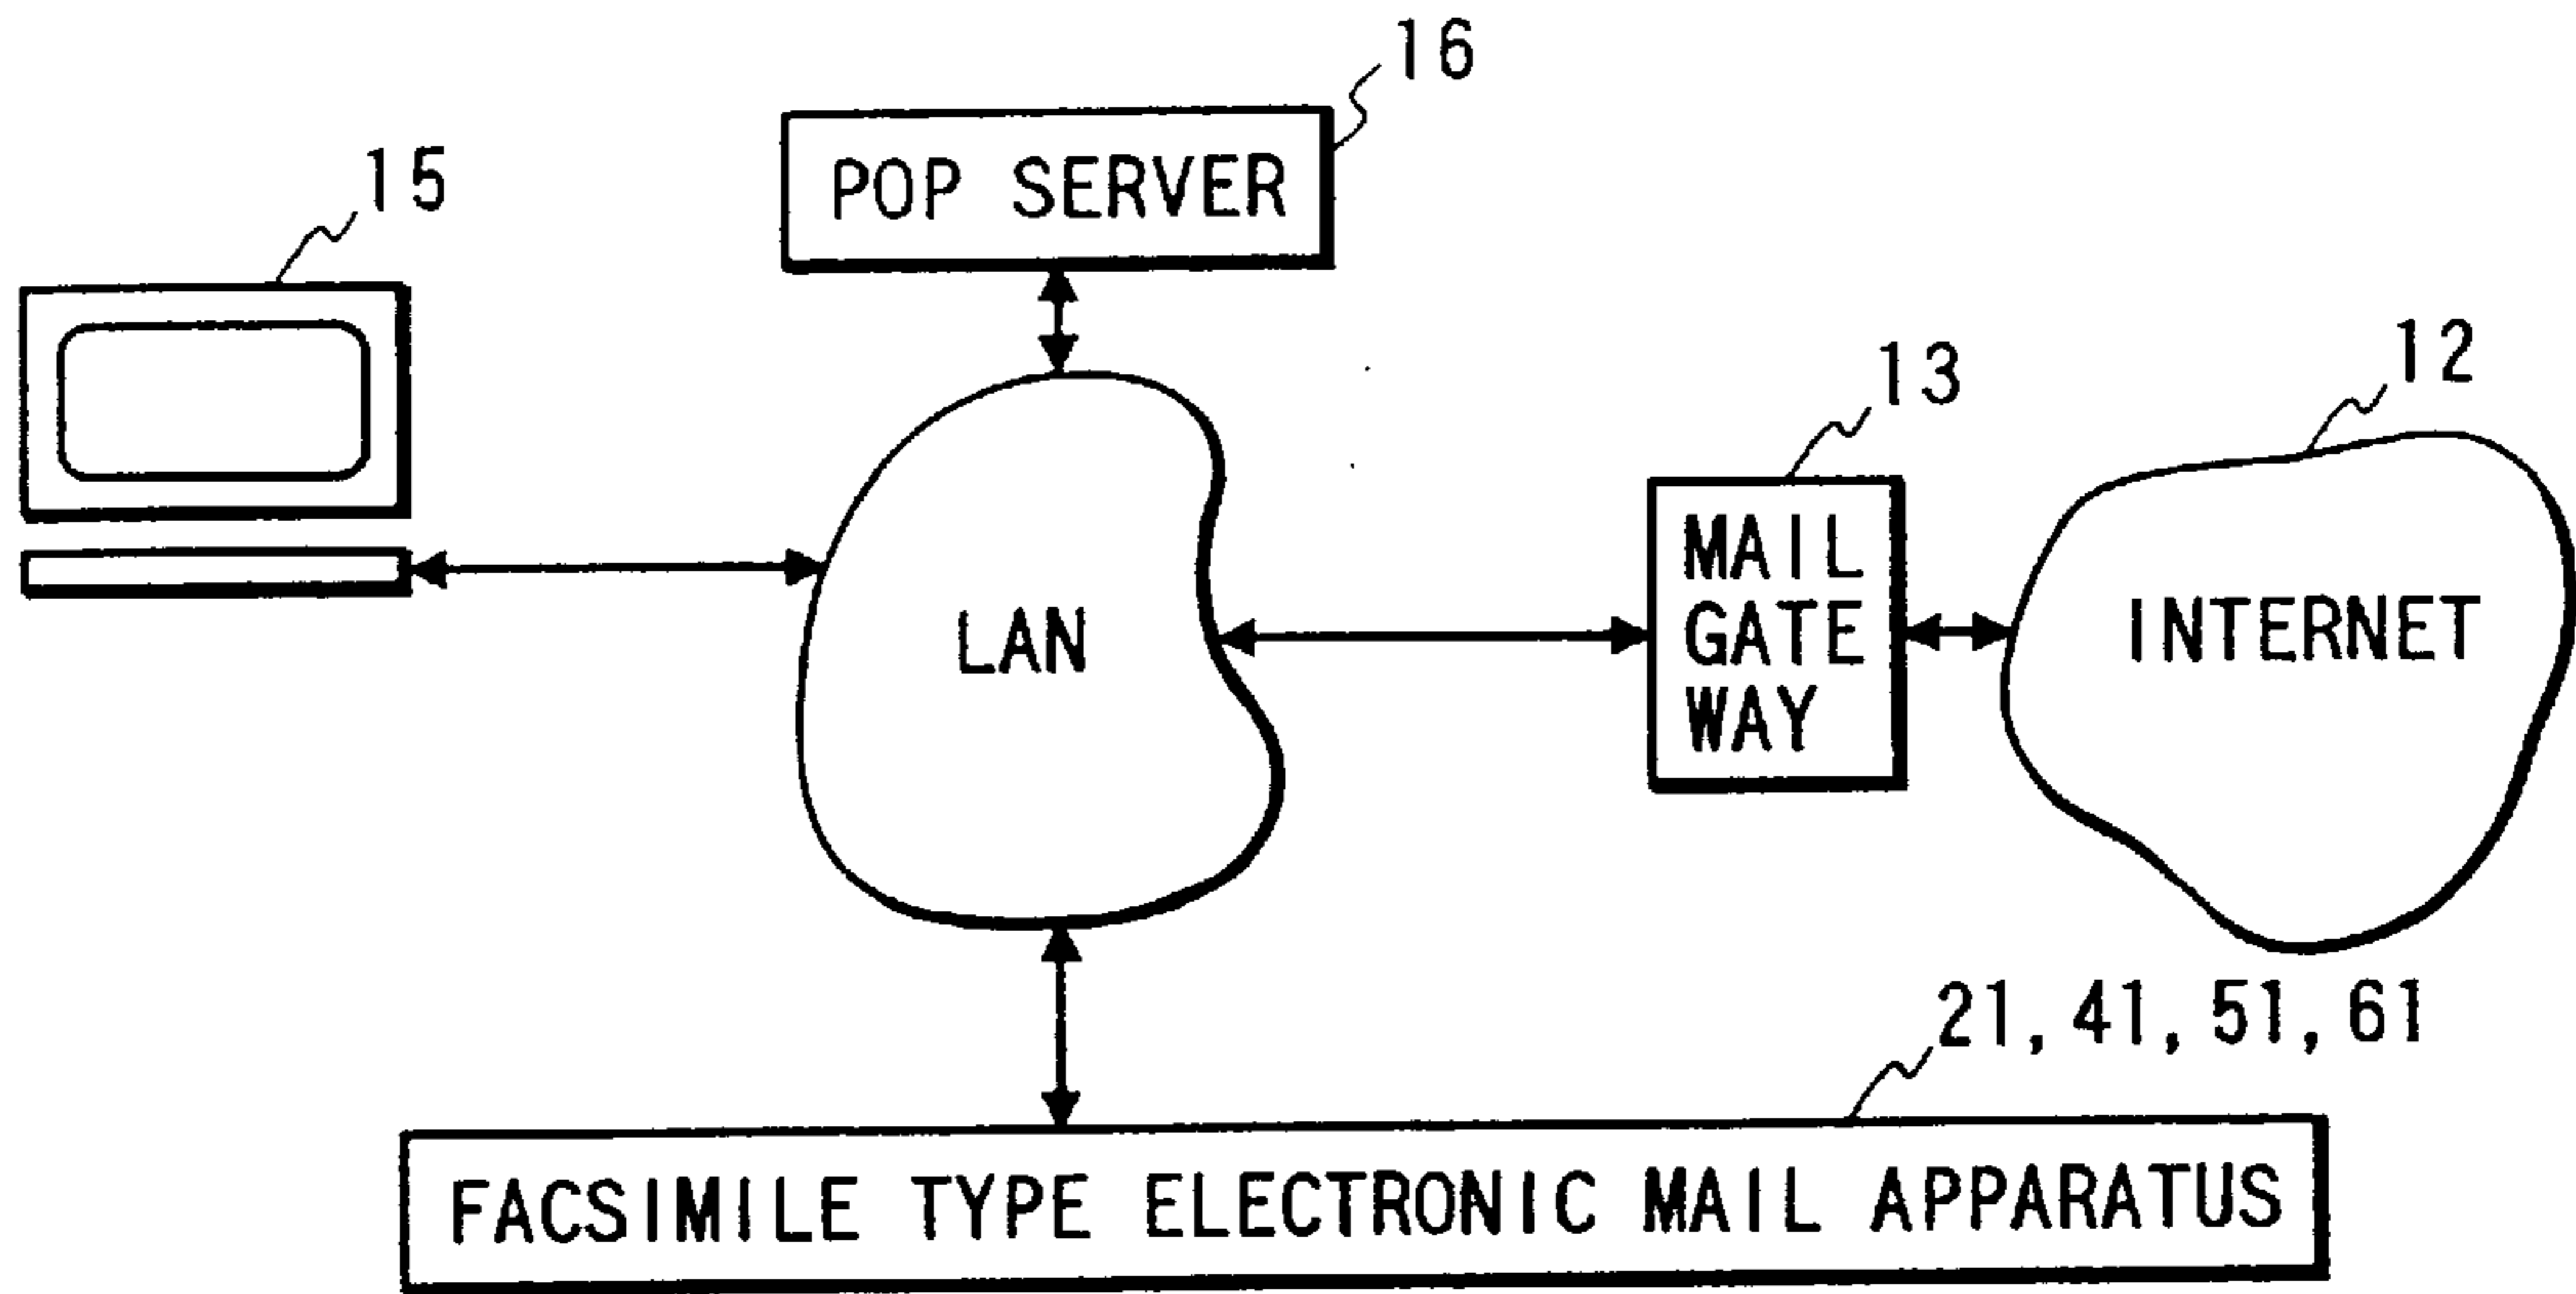 16
POP SERVER
15
13
12
MAIL
GATE
WAY
INTERNET
LAN
21, 41, 51, 61
FACSIMILE TYPE ELECTRONIC MAIL APPARATUS